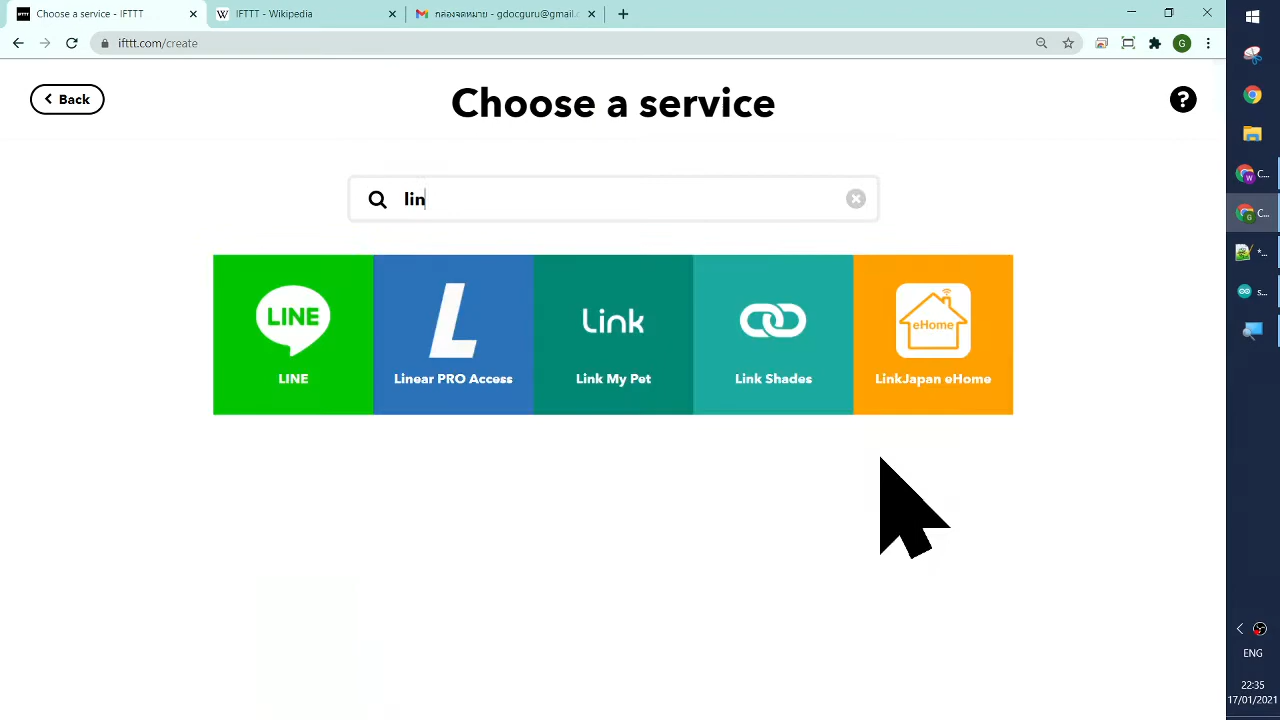 Choose a service - IFTTT
IFTTT - Wikipedia
กล่องจดหมาย - gdocguru@gmail.c
ifttt.com/create
G
Back
Choose a service
?
lin
LINE
Link
eHome
LINE
Linear PRO Access
Link My Pet
Link Shades
LinkJapan eHome
C...
C...
*...
s...
ENG
22:35
17/01/2021